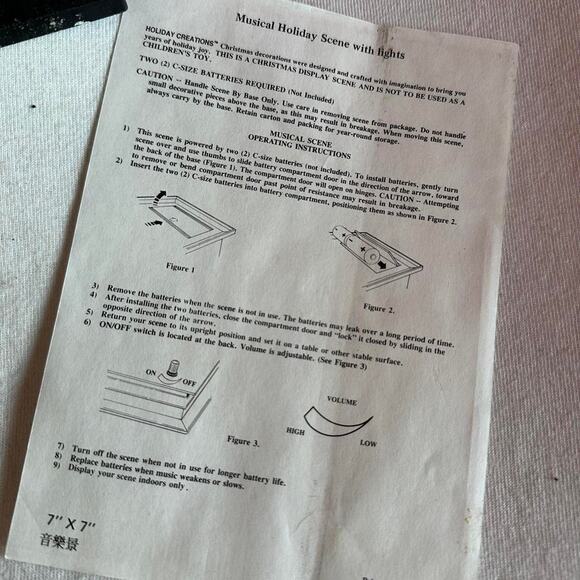 Musical Holiday Scene with lights
HOLIDAY CREATIONS™ Christmas decorations were designed and crafted with imagination to bring you
years of holiday joy. THIS IS A CHRISTMAS DISPLAY SCENE AND IS NOT TO BE USED AS A
CHILDREN'S TOY.
TWO (2) C-SIZE BATTERIES REQUIRED (Not Included)
CAUTION -- Handle Scene By Base Only. Use care in removing scene from package. Do not handle
small decorative pieces above the base, as this may result in breakage. When moving this scene,
always carry by the base. Retain carton and packing for year-round storage.
MUSICAL SCENE
OPERATING INSTRUCTIONS
1) This scene is powered by two (2) C-size batteries (not included). To install batteries, gently turn
scene over and use thumbs to slide battery compartment door in the direction of the arrow, toward
the back of the base (Figure 1). The compartment door will open on hinges. CAUTION -- Attempting
to remove or bend compartment door past point of resistance may result in breakage.
2) Insert the two (2) C-size batteries into battery compartment, positioning them as shown in Figure 2.
Figure 1
Figure 2.
3) Remove the batteries when the scene is not in use. The batteries may leak over a long period of time.
4) After installing the two batteries, close the compartment door and "lock" it closed by sliding in the
opposite direction of the arrow.
5) Return your scene to its upright position and set it on a table or other stable surface.
6) ON/OFF switch is located at the back. Volume is adjustable. (See Figure 3)
ON OFF
VOLUME
HIGH LOW
Figure 3.
7) Turn off the scene when not in use for longer battery life.
8) Replace batteries when music weakens or slows.
9) Display your scene indoors only.
7" X 7"
音樂景